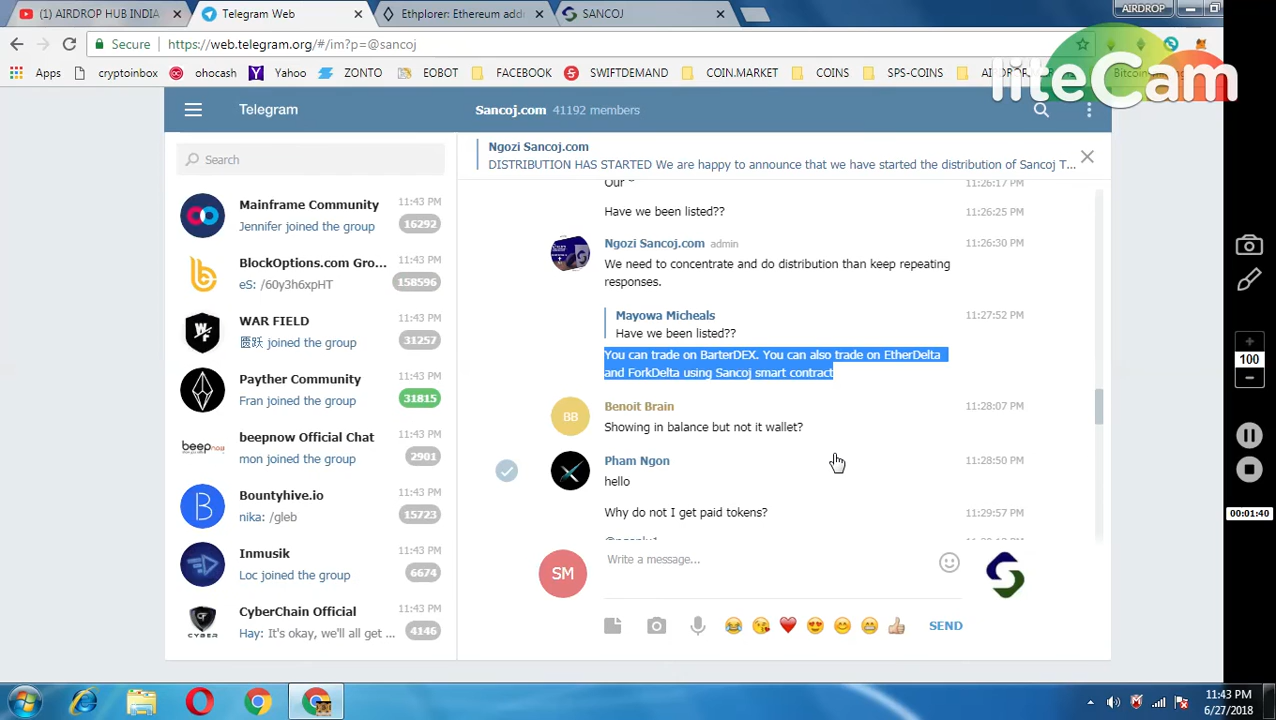 (1) AIRDROP HUB INDIA
Telegram Web
Ethplorer: Ethereum add
SANCOJ
AIRDROP
Secure
https://web.telegram.org/#/im?p=@sancoj
Apps
cryptoinbox
ohocash
Yahoo
EOBOT
FACEBOOK
SWIFTDEMAND
COIN.MARKET
COINS
SPS-COINS
liteCam
Telegram
Sancoj.com 41192 members
Search
Ngozi Sancoj.com
DISTRIBUTION HAS STARTED We are happy to announce that we have started the distribution of Sancoj T...
Mainframe Community 11:43 PM
Jennifer joined the group 16292
BlockOptions.com Gro... 11:43 PM
eS: /60y3h6xpHT 158596
WAR FIELD 11:43 PM
joined the group 31257
Payther Community 11:43 PM
Fran joined the group 31815
beepnow
beepnow Official Chat 11:43 PM
mon joined the group 2901
Bountyhive.io 11:43 PM
nika: /gleb 15723
Inmusik 11:43 PM
Loc joined the group 6674
CYBER
CyberChain Official 11:43 PM
Hay: It's okay, we'll all get ... 4146
Our 11:26:17 PM
Have we been listed?? 11:26:25 PM
Ngozi Sancoj.com admin 11:26:30 PM
We need to concentrate and do distribution than keep repeating
responses.
Mayowa Micheals 11:27:52 PM
Have we been listed??
You can trade on BarterDEX. You can also trade on EtherDelta
and ForkDelta using Sancoj smart contract
BB
Benoit Brain 11:28:07 PM
Showing in balance but not it wallet?
Pham Ngon 11:28:50 PM
hello
Why do not I get paid tokens? 11:29:57 PM
SM
Write a message...
SEND
100
00:01:40
11:43 PM
6/27/2018